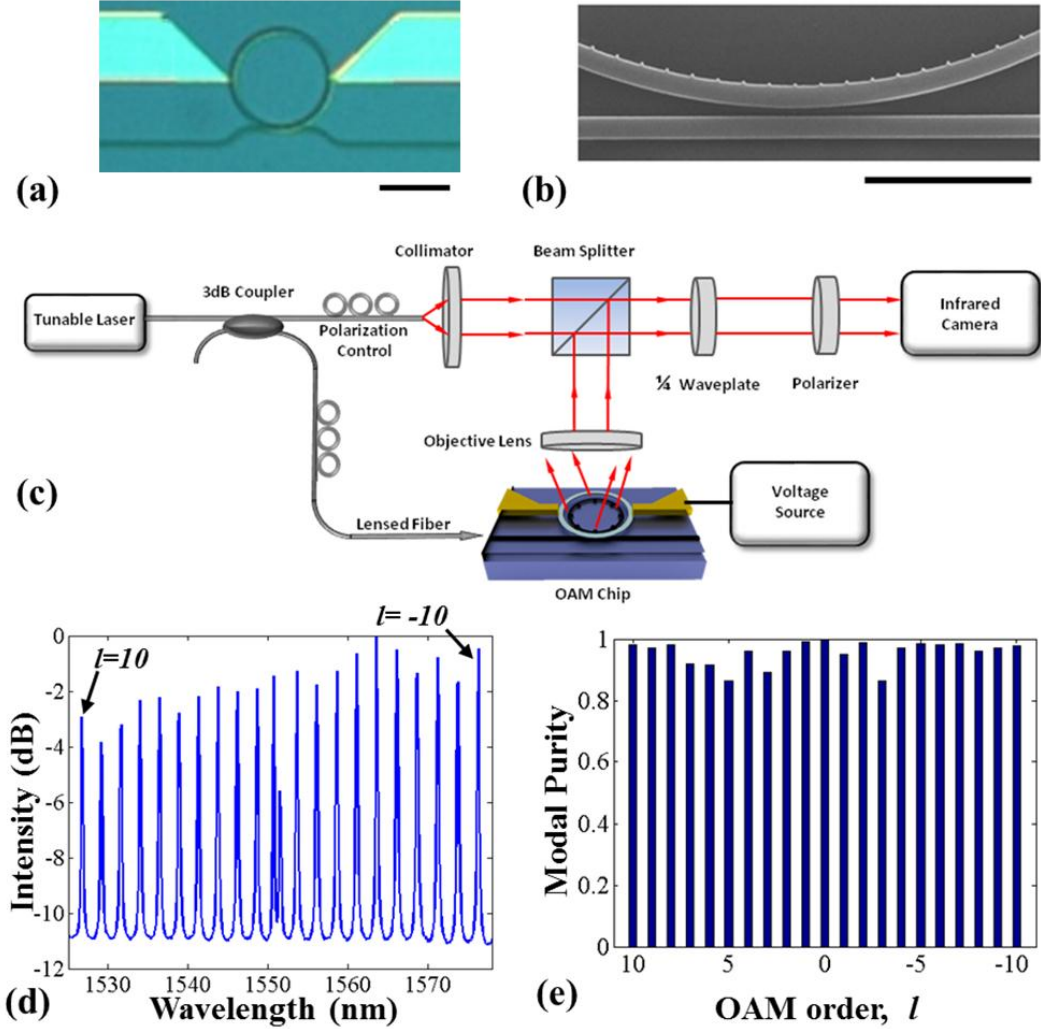 (a)
(b)
Collimator
Beam Splitter
3dB Coupler
Tunable Laser
Polarization
Control
Infrared
Camera
¼ Waveplate
Polarizer
Objective Lens
(c)
Voltage
Source
Lensed Fiber
OAM Chip
l= -10
l=10
0
-2
-4
-6
-8
-10
-12
Intensity (dB)
1530
1540
1550
1560
1570
(d)
Wavelength (nm)
1
0.8
0.6
0.4
0.2
0
Modal Purity
10
5
0
-5
-10
(e)
OAM order, l